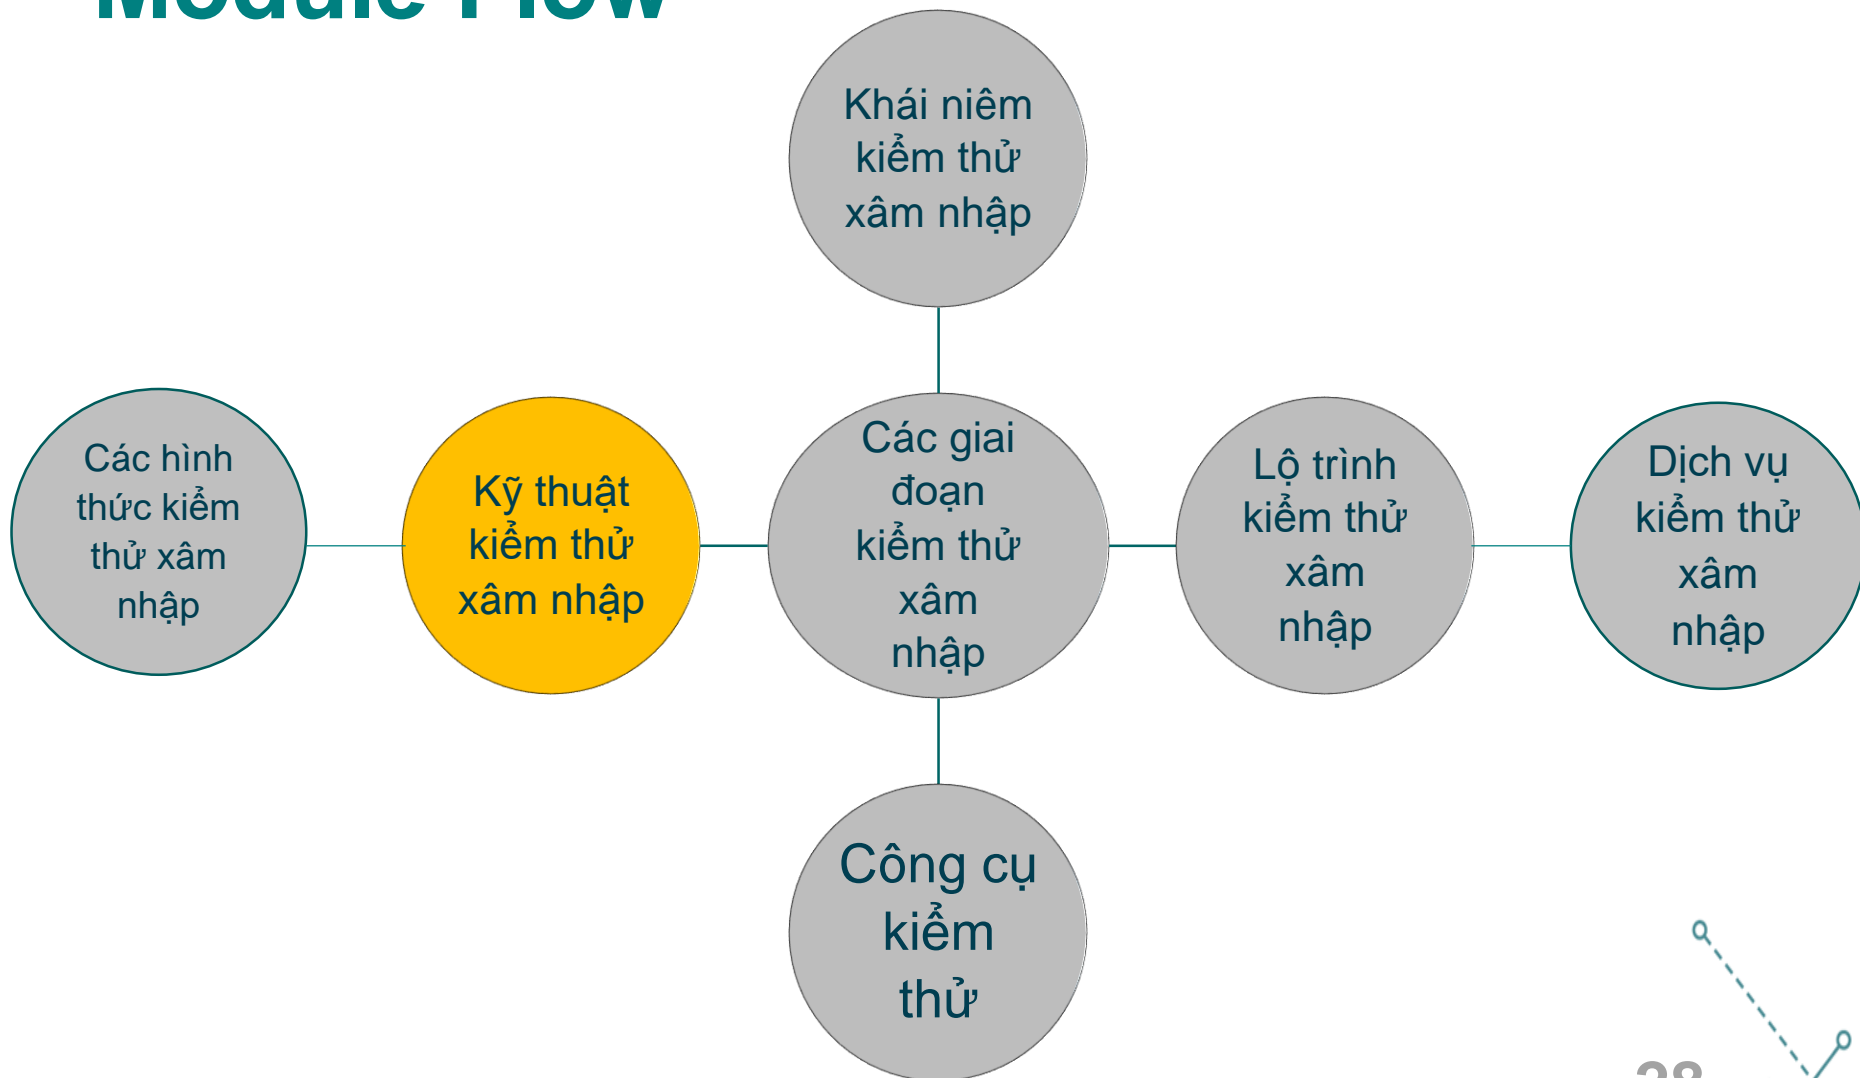 Module Flow
Khái niêm
kiểm thử
xâm nhập
Các hình
thức kiểm
thử xâm
nhập
Kỹ thuật
kiểm thử
xâm nhập
Các giai
đoạn
kiểm thử
xâm
nhập
Lộ trình
kiểm thử
xâm
nhập
Dịch vụ
kiểm thử
xâm
nhập
Công cụ
kiểm
thử